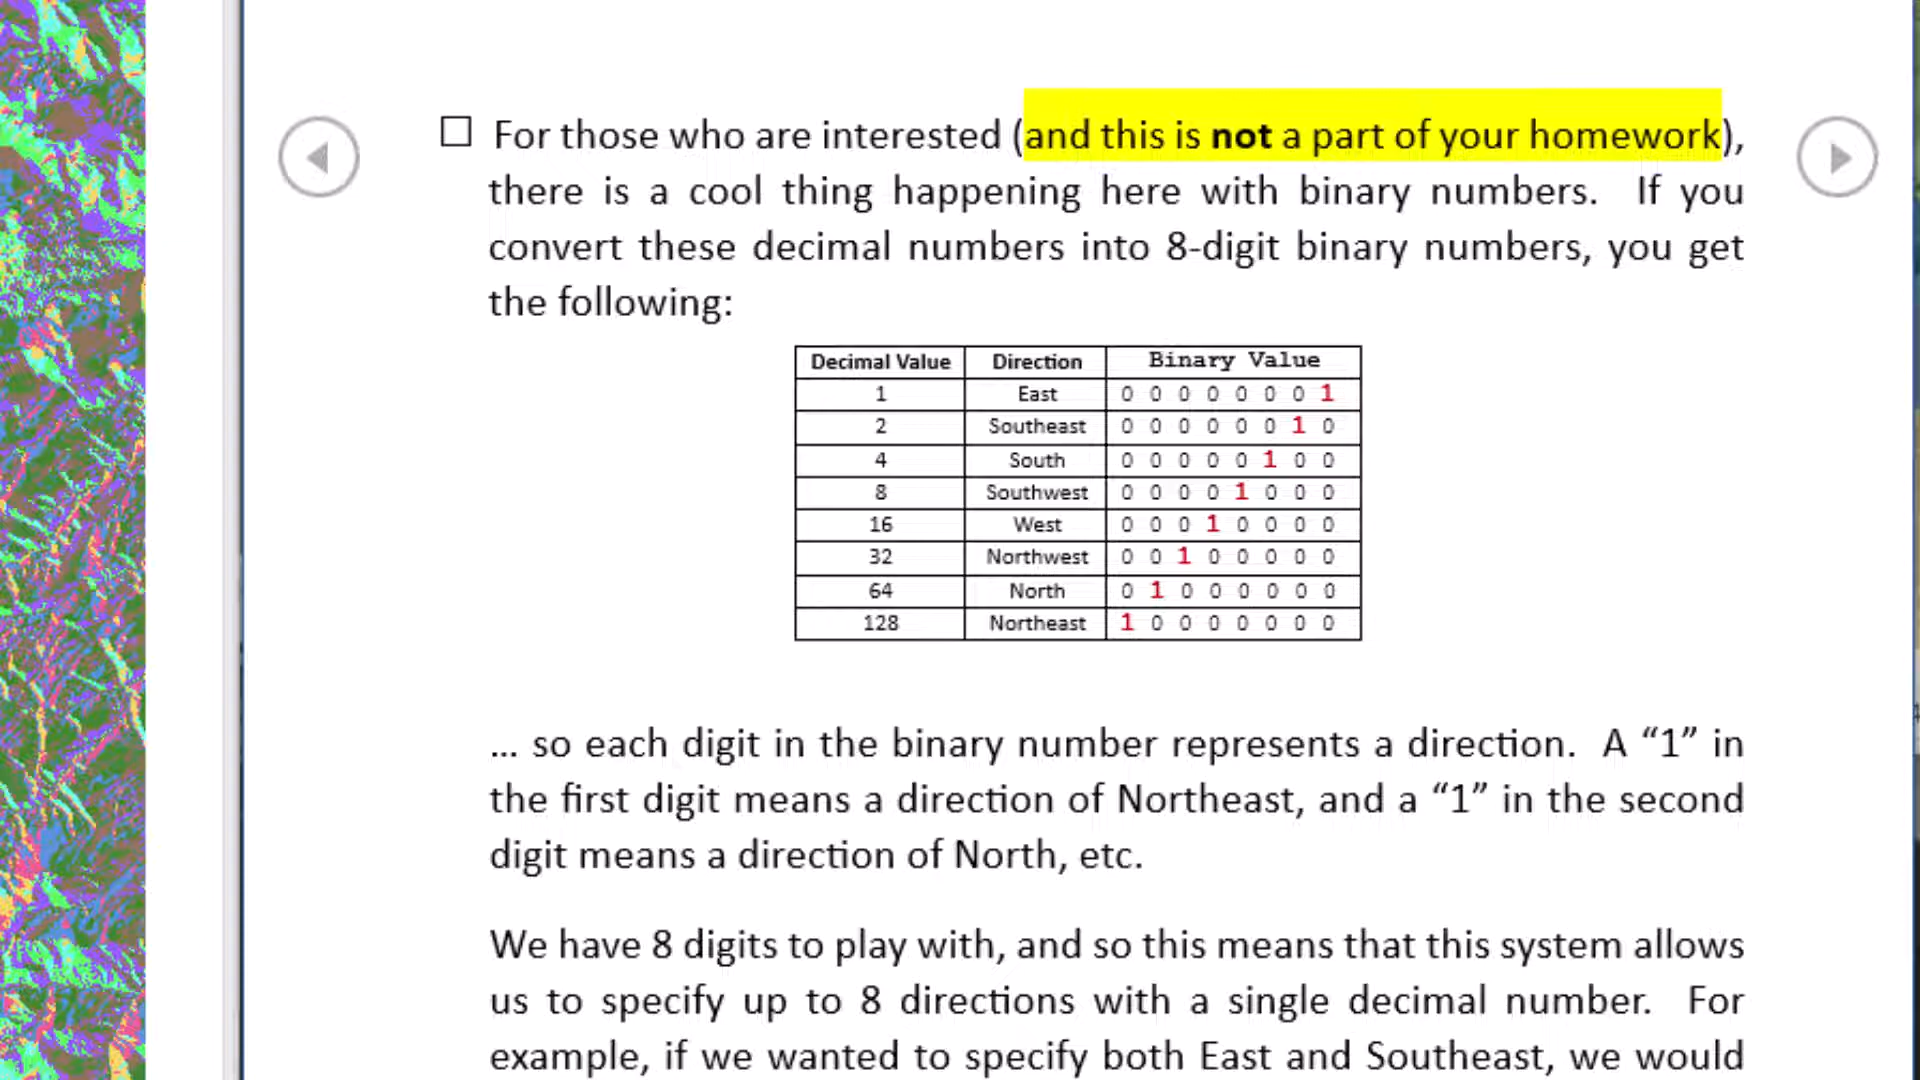 ☐ For those who are interested (and this is not a part of your homework),
there is a cool thing happening here with binary numbers. If you
convert these decimal numbers into 8-digit binary numbers, you get
the following:
Decimal Value Direction Binary Value
1 East 0 0 0 0 0 0 0 1
2 Southeast 0 0 0 0 0 0 1 0
4 South 0 0 0 0 0 1 0 0
8 Southwest 0 0 0 0 1 0 0 0
16 West 0 0 0 1 0 0 0 0
32 Northwest 0 0 1 0 0 0 0 0
64 North 0 1 0 0 0 0 0 0
128 Northeast 1 0 0 0 0 0 0 0
... so each digit in the binary number represents a direction. A “1” in
the first digit means a direction of Northeast, and a “1” in the second
digit means a direction of North, etc.
We have 8 digits to play with, and so this means that this system allows
us to specify up to 8 directions with a single decimal number. For
example, if we wanted to specify both East and Southeast, we would